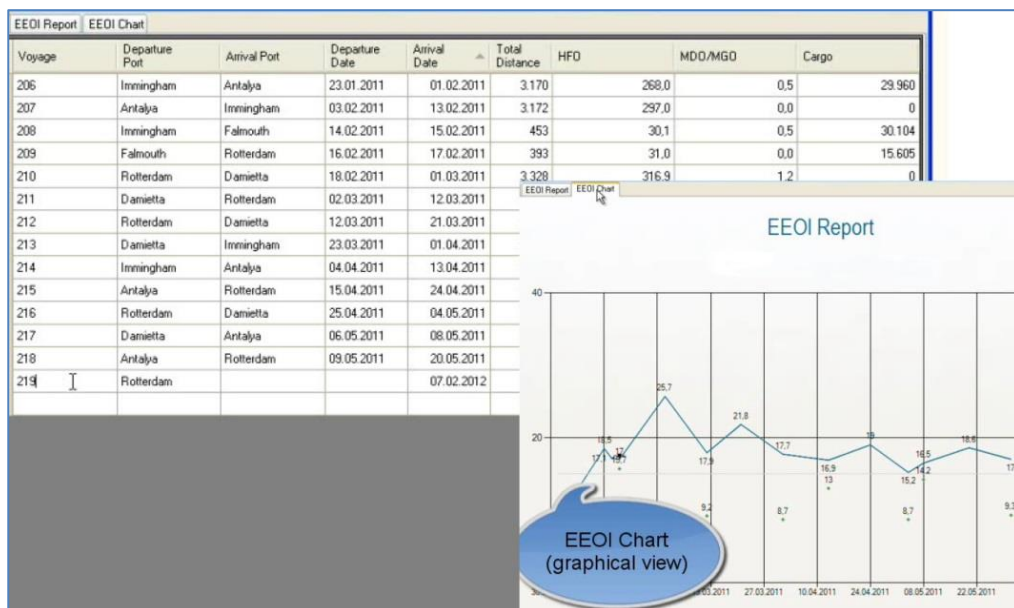 EEOI Report EEOI Chart
Voyage Departure Port Arrival Port Departure Date Arrival Date Total Distance HFO MDO/MGO Cargo
206 Immingham Antalya 23.01.2011 01.02.2011 3.170 268,0 0,5 29.960
207 Antalya Immingham 03.02.2011 13.02.2011 3.172 297,0 0,0 0
208 Immingham Falmouth 14.02.2011 15.02.2011 453 30,1 0,5 30.104
209 Falmouth Rotterdam 16.02.2011 17.02.2011 393 31,0 0,0 15.605
210 Rotterdam Damietta 18.02.2011 01.03.2011 3.328 316,9 1,2 0
211 Damietta Rotterdam 02.03.2011 12.03.2011
212 Rotterdam Damietta 12.03.2011 21.03.2011
213 Damietta Immingham 23.03.2011 01.04.2011
214 Immingham Antalya 04.04.2011 13.04.2011
215 Antalya Rotterdam 15.04.2011 24.04.2011
216 Rotterdam Damietta 25.04.2011 04.05.2011
217 Damietta Antalya 06.05.2011 08.05.2011
218 Antalya Rotterdam 09.05.2011 20.05.2011
219 Rotterdam 07.02.2012
EEOI Report EEOI Chart
EEOI Report
40
25,7
21,8
20
18,5
17,1
17
17,9
17,7
16,9
13
19
16,5
15,2
14,2
18,6
17
9,2
8,7
8,7
EEOI Chart
(graphical view)
27.03.2011 10.04.2011 24.04.2011 08.05.2011 22.05.2011